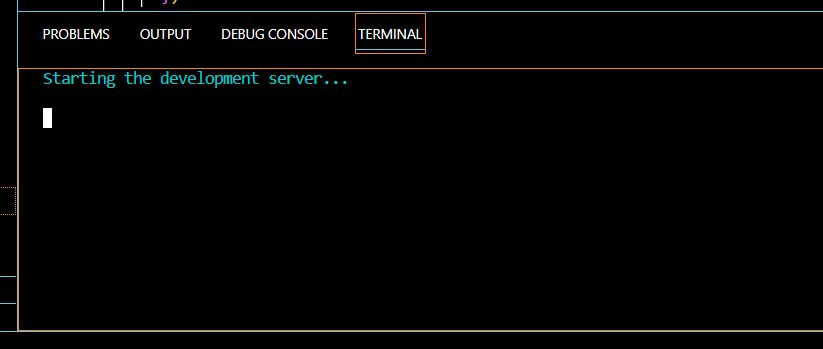 PROBLEMS OUTPUT DEBUG CONSOLE TERMINAL
Starting the development server...